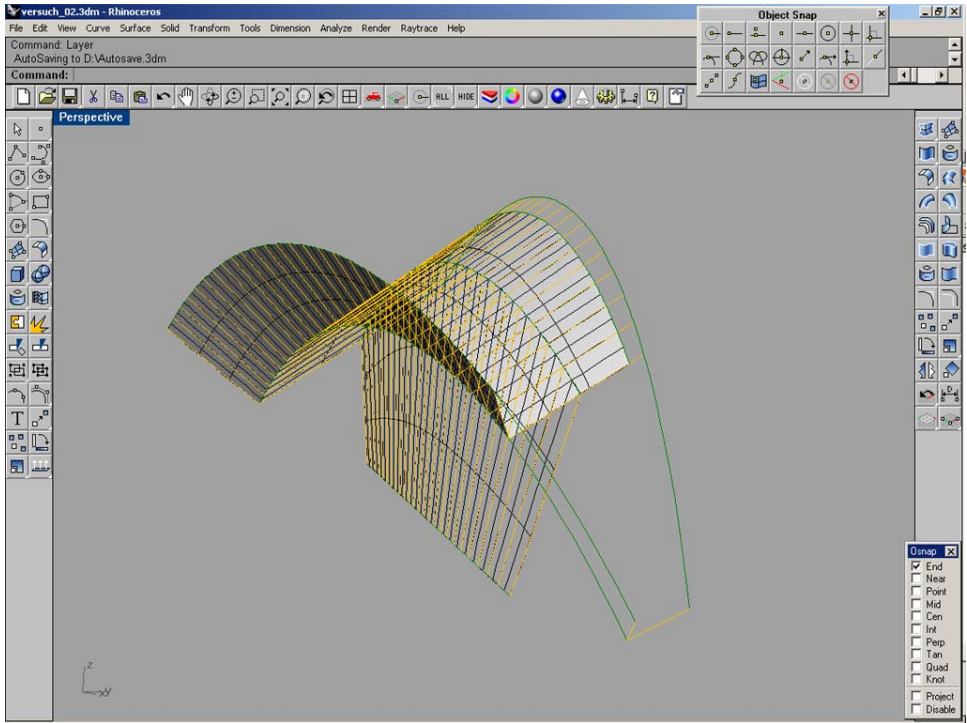 versuch_02.3dm - Rhinoceros
File Edit View Curve Surface Solid Transform Tools Dimension Analyze Render Raytrace Help
Object Snap
Command: Layer
AutoSaving to D:\Autosave.3dm
Command:
ALL HIDE
Perspective
T
D
z
x y
Osnap
End
Near
Point
Mid
Cen
Int
Perp
Tan
Quad
Knot
Project
Disable